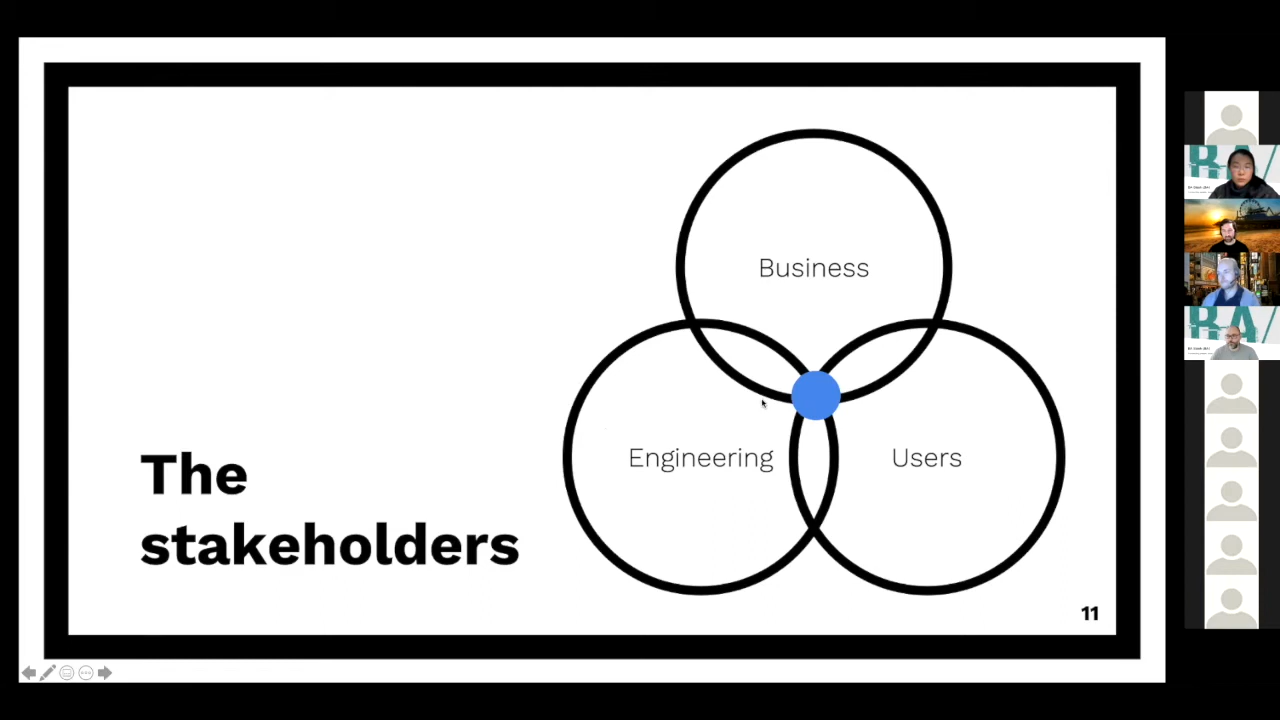 Business
Engineering
Users
The
stakeholders
11